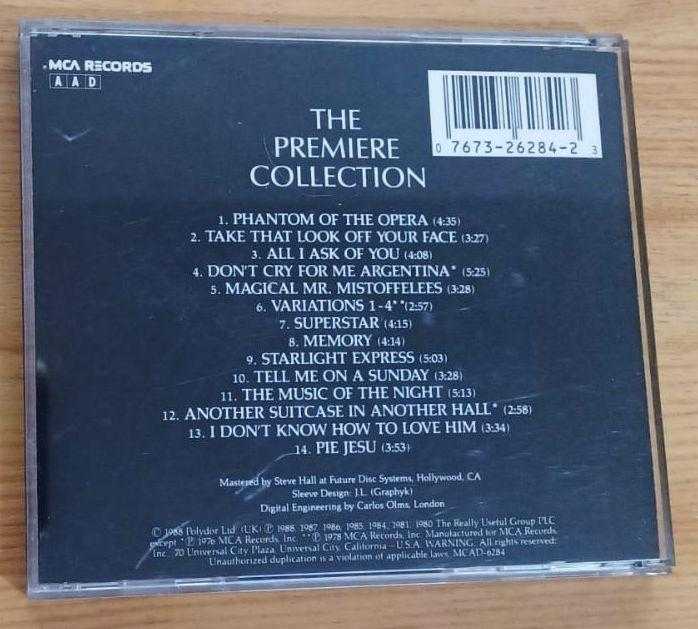 MCA RECORDS
A A D
0 7673-26284-2 3
THE
PREMIERE
COLLECTION
1. PHANTOM OF THE OPERA (4:35)
2. TAKE THAT LOOK OFF YOUR FACE (3:27)
3. ALL I ASK OF YOU (4:08)
4. DON'T CRY FOR ME ARGENTINA* (5:25)
5. MAGICAL MR. MISTOFFELEES (3:28)
6. VARIATIONS 1-4**(2:57)
7. SUPERSTAR (4:15)
8. MEMORY (4:14)
9. STARLIGHT EXPRESS (5:03)
10. TELL ME ON A SUNDAY (3:28)
11. THE MUSIC OF THE NIGHT (5:13)
12. ANOTHER SUITCASE IN ANOTHER HALL* (2:58)
13. I DON'T KNOW HOW TO LOVE HIM (3:34)
14. PIE JESU (3:53)
Mastered by Steve Hall at Future Disc Systems, Hollywood, CA
Sleeve Design: J.L. (Graphyk)
Digital Engineering by Carlos Olms, London
© 1988 Polydor Ltd. (UK) ℗ 1988, 1987, 1986, 1985, 1984, 1981, 1980 The Really Useful Group PLC
except *℗ 1976 MCA Records, Inc. **℗ 1978 MCA Records, Inc. Manufactured for MCA Records,
Inc. 70 Universal City Plaza, Universal City, California – U.S.A. WARNING: All rights reserved:
Unauthorized duplication is a violation of applicable laws. MCAD-6284